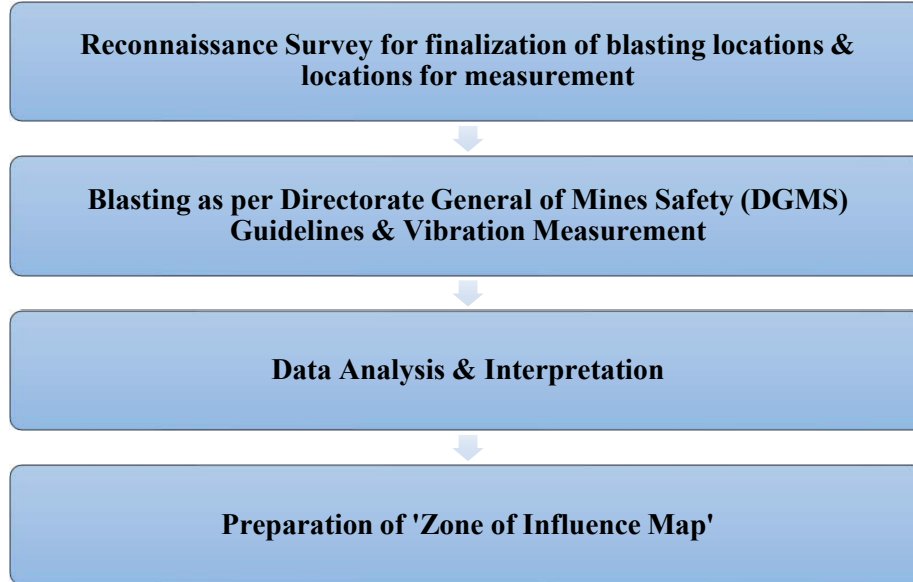 Reconnaissance Survey for finalization of blasting locations &
locations for measurement
Blasting as per Directorate General of Mines Safety (DGMS)
Guidelines & Vibration Measurement
Data Analysis & Interpretation
Preparation of 'Zone of Influence Map'